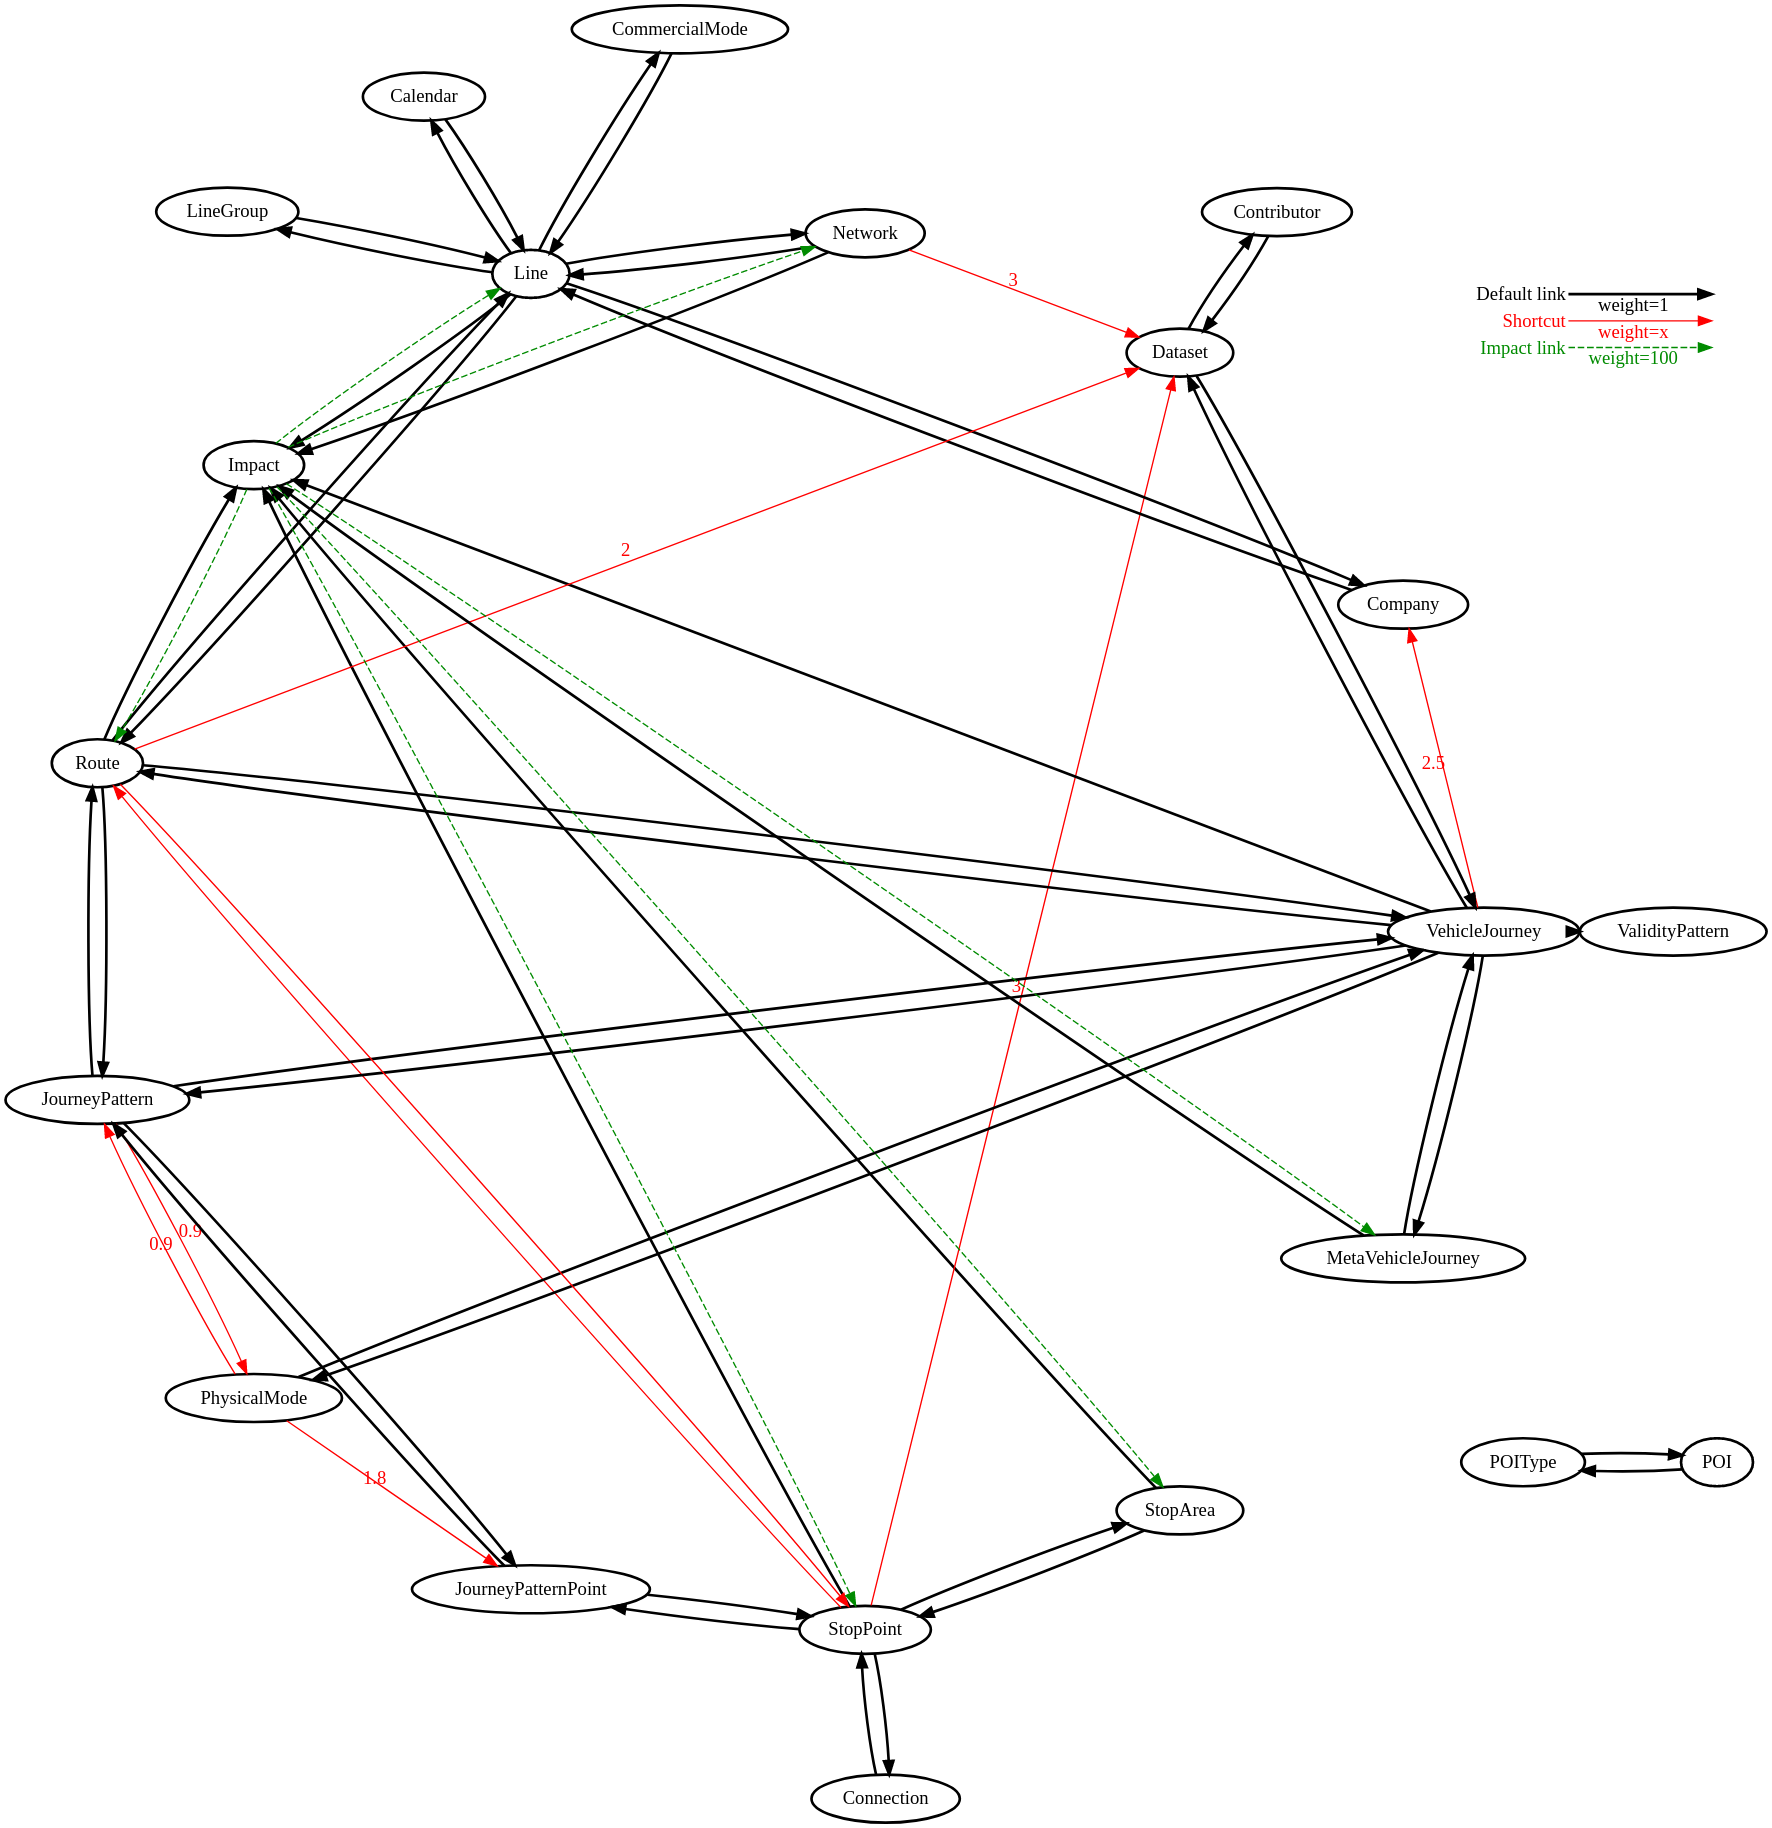 CommercialMode
Calendar
LineGroup
Contributor
Network
Line
3
Default link
weight=1
Shortcut
weight=x
Impact link
weight=100
Dataset
Impact
2
Company
Route
2.5
VehicleJourney
ValidityPattern
3
JourneyPattern
0.9
0.9
MetaVehicleJourney
PhysicalMode
1.8
POIType
POI
StopArea
JourneyPatternPoint
StopPoint
Connection